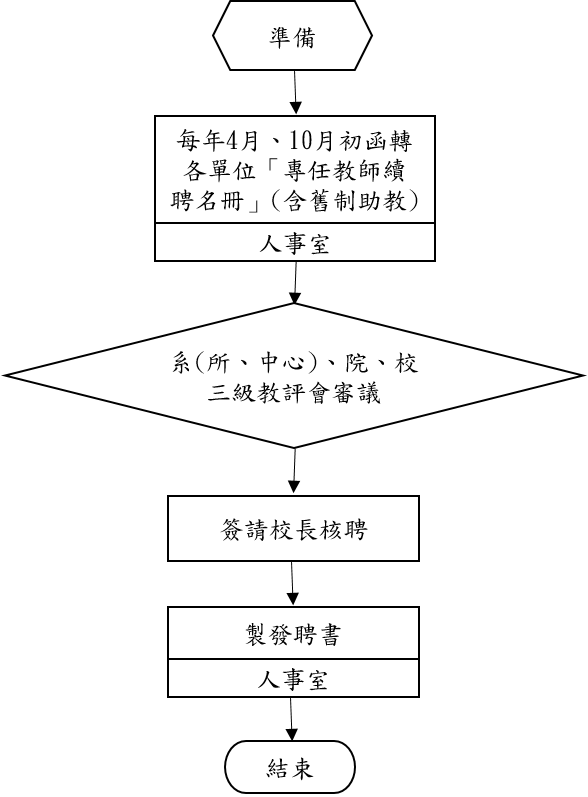 準備
每年4月、10月初函轉
各單位「專任教師續
聘名冊」(含舊制助教)
人事室
系(所、中心)、院、校
三級教評會審議
簽請校長核聘
製發聘書
人事室
結束